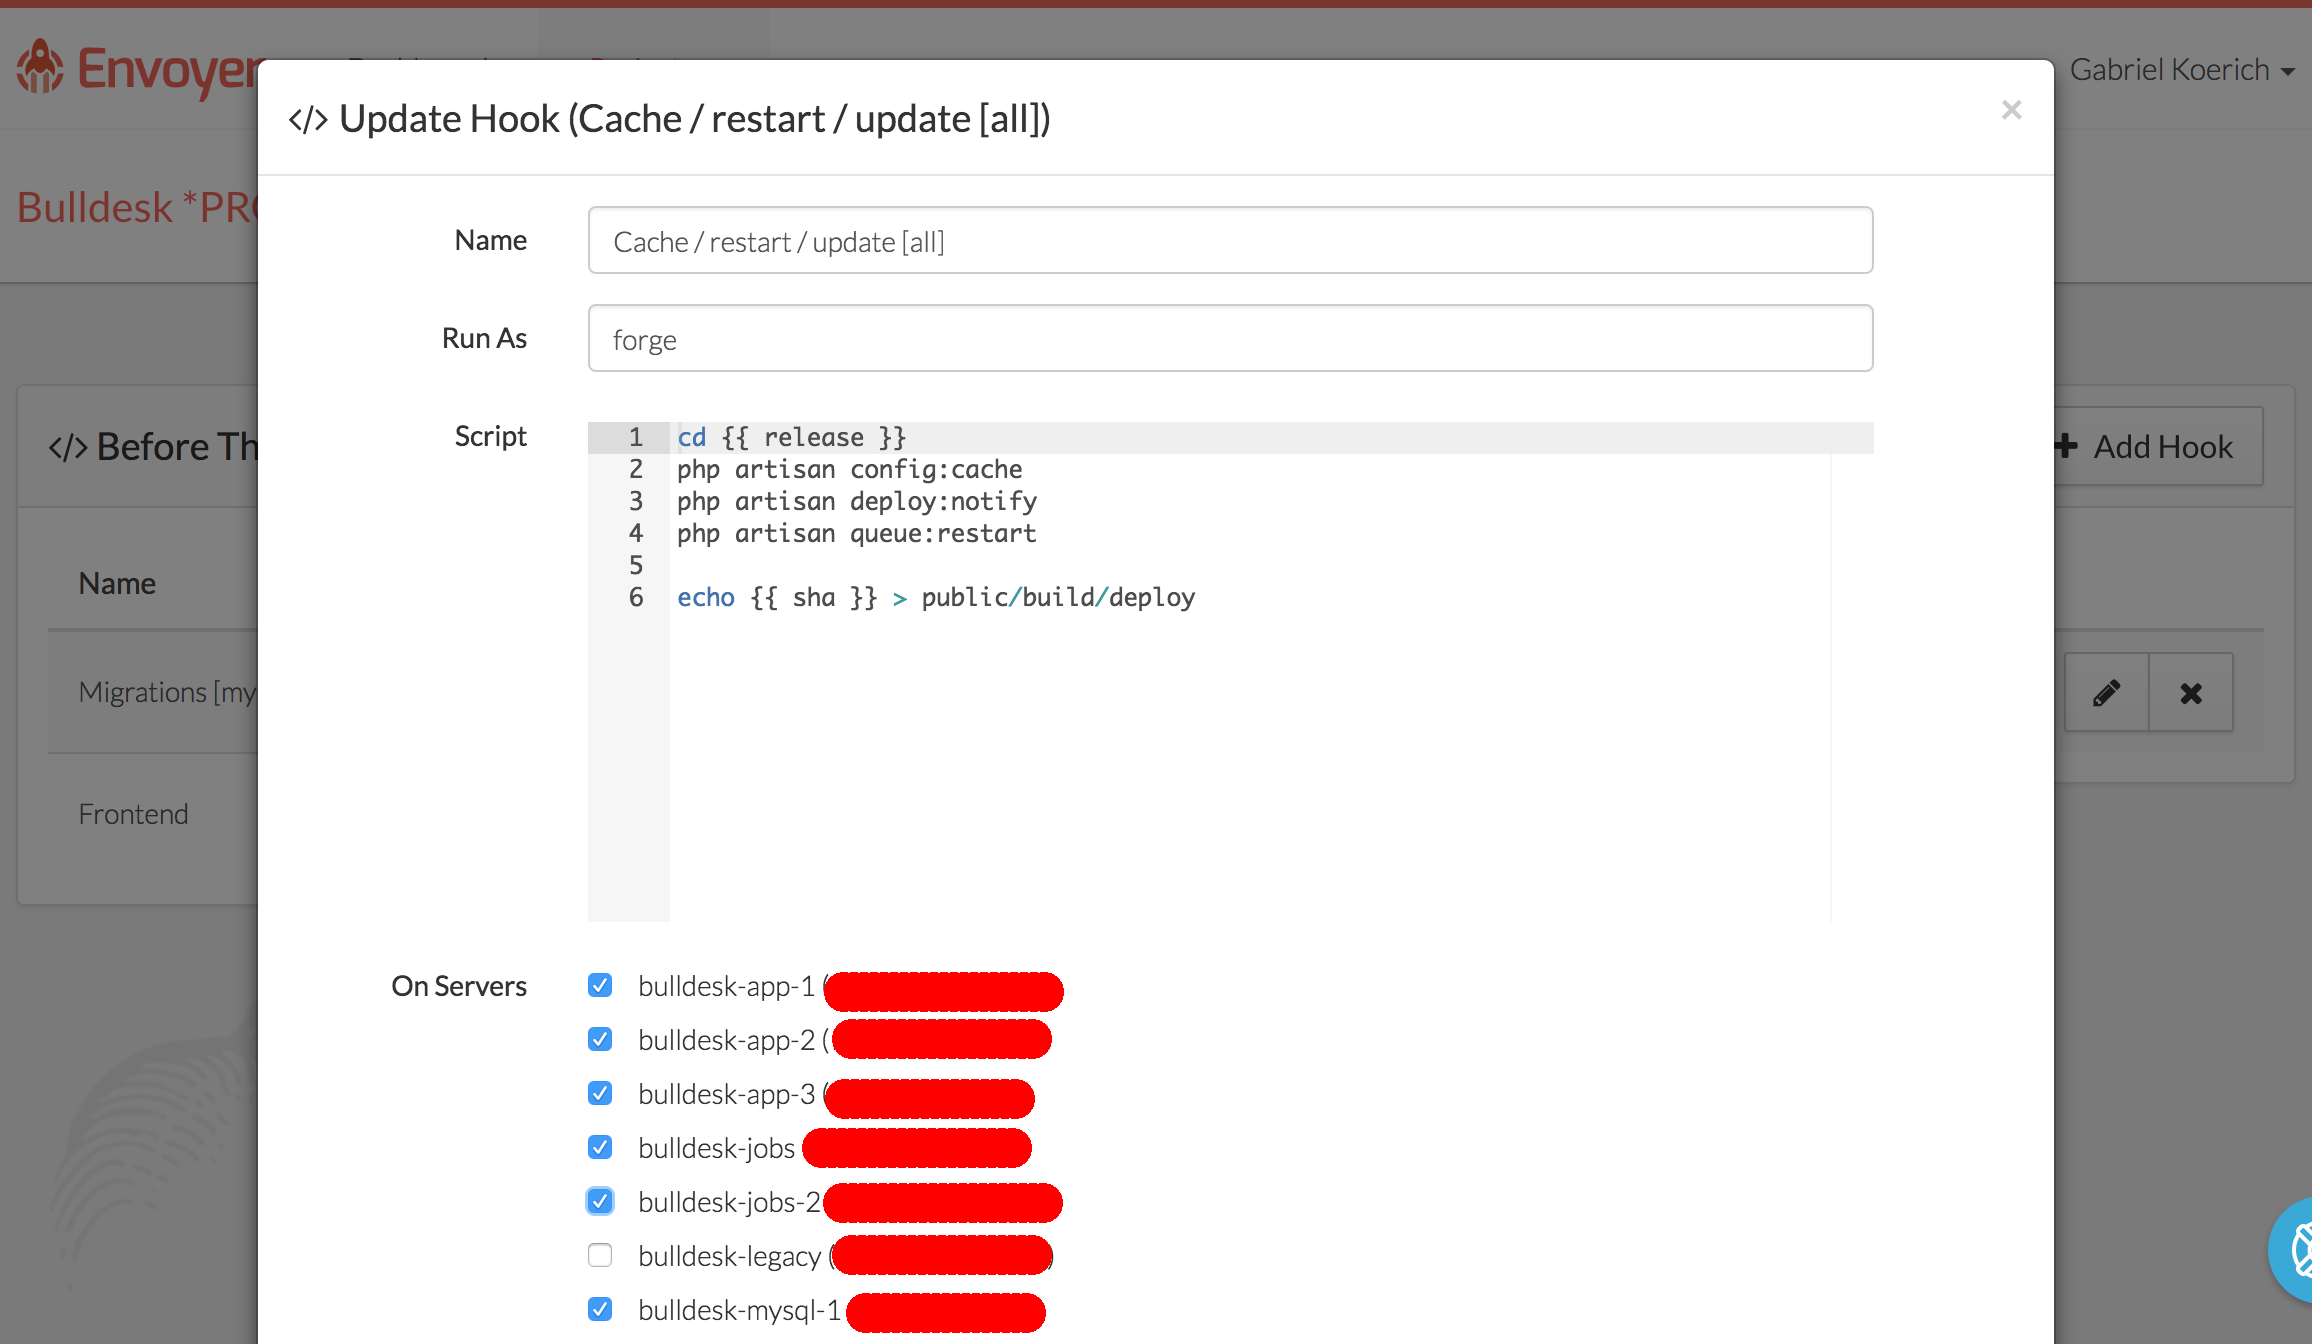 Envoyer
Gabriel Koerich
</> Update Hook (Cache / restart / update [all])
×
Bulldesk *PR
Name
Cache / restart / update [all]
Run As
forge
</> Before Th
Add Hook
Script
1 cd {{ release }}
2 php artisan config:cache
3 php artisan deploy:notify
4 php artisan queue:restart
5
6 echo {{ sha }} > public/build/deploy
Name
Migrations [my
Frontend
On Servers
bulldesk-app-1 (
bulldesk-app-2 (
bulldesk-app-3 (
bulldesk-jobs
bulldesk-jobs-2
bulldesk-legacy ( )
bulldesk-mysql-1